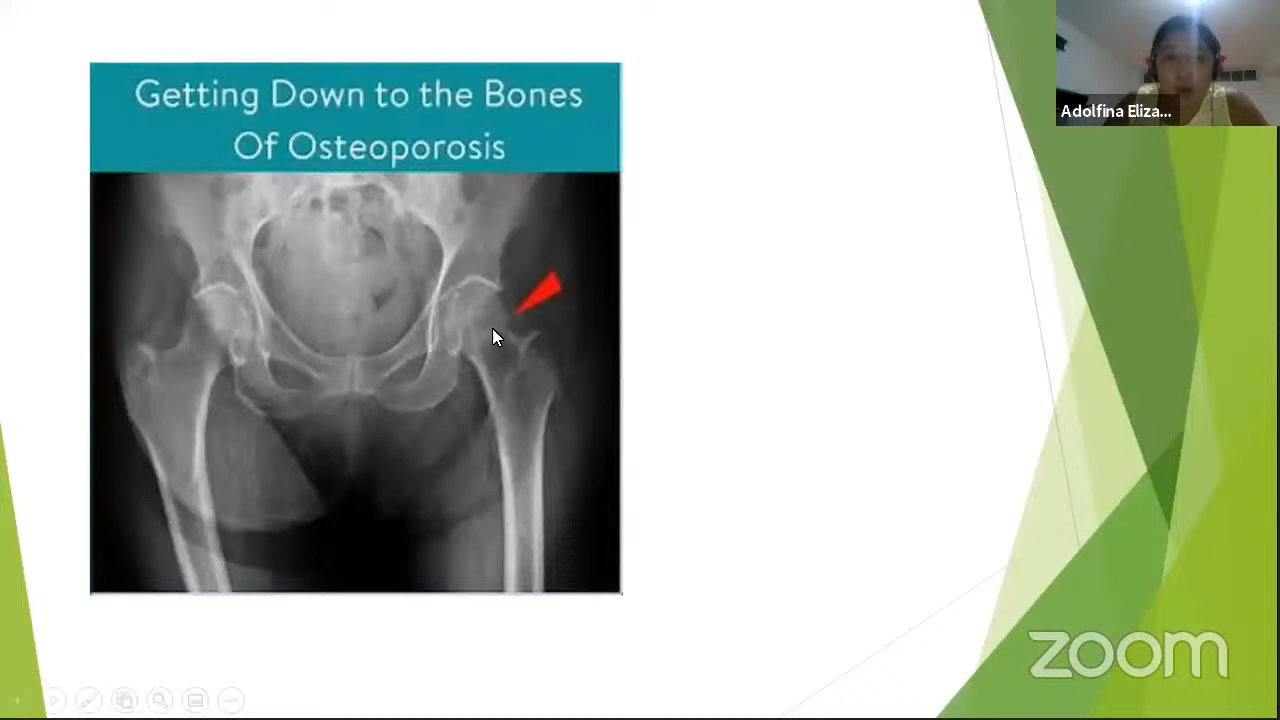 Getting Down to the Bones
Of Osteoporosis
Adolfina Eliza...
zoom